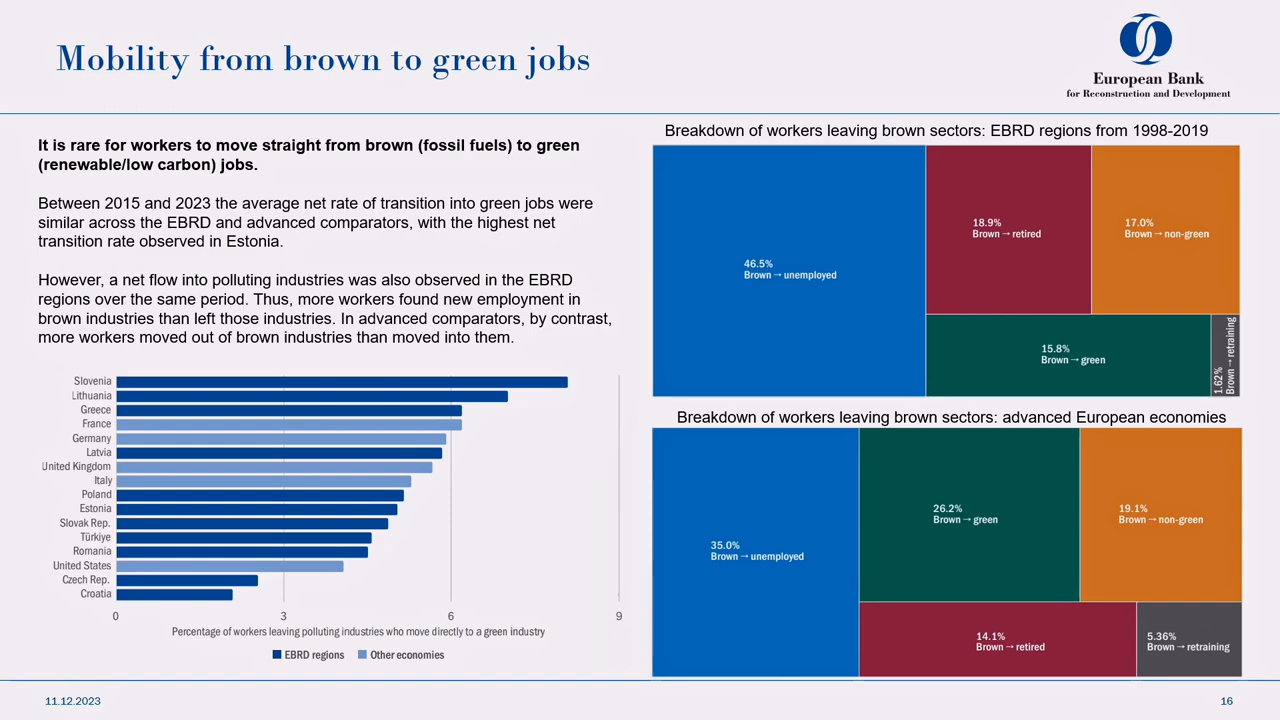 Mobility from brown to green jobs
European Bank
for Reconstruction and Development
It is rare for workers to move straight from brown (fossil fuels) to green
(renewable/low carbon) jobs.
Between 2015 and 2023 the average net rate of transition into green jobs were
similar across the EBRD and advanced comparators, with the highest net
transition rate observed in Estonia.
However, a net flow into polluting industries was also observed in the EBRD
regions over the same period. Thus, more workers found new employment in
brown industries than left those industries. In advanced comparators, by contrast,
more workers moved out of brown industries than moved into them.
Slovenia
Lithuania
Greece
France
Germany
Latvia
United Kingdom
Italy
Poland
Estonia
Slovak Rep.
Türkiye
Romania
United States
Czech Rep.
Croatia
0 3 6 9
Percentage of workers leaving polluting industries who move directly to a green industry
EBRD regions Other economies
Breakdown of workers leaving brown sectors: EBRD regions from 1998-2019
46.5%
Brown → unemployed
18.9%
Brown → retired
17.0%
Brown → non-green
15.8%
Brown → green
1.62%
Brown → retraining
Breakdown of workers leaving brown sectors: advanced European economies
35.0%
Brown → unemployed
26.2%
Brown → green
19.1%
Brown → non-green
14.1%
Brown → retired
5.36%
Brown → retraining
11.12.2023
16